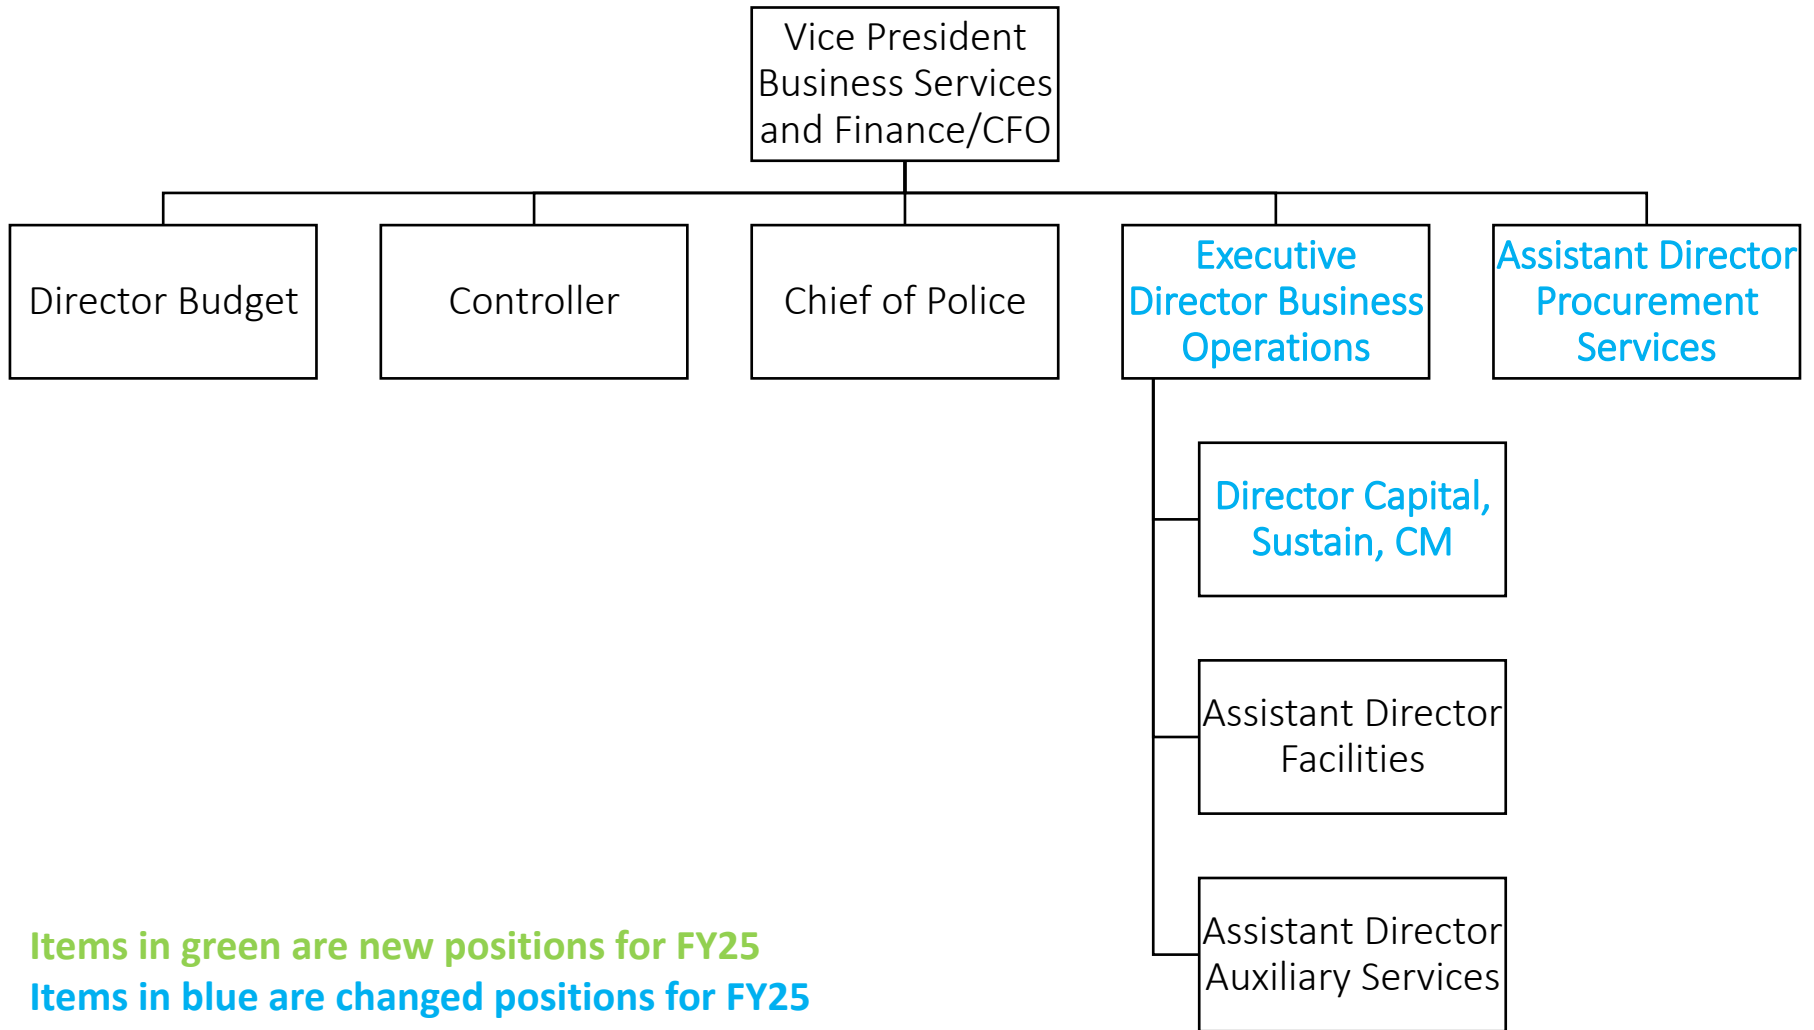 Vice President
Business Services
and Finance/CFO
Director Budget
Controller
Chief of Police
Executive
Director Business
Operations
Assistant Director
Procurement
Services
Director Capital,
Sustain, CM
Assistant Director
Facilities
Assistant Director
Auxiliary Services
Items in green are new positions for FY25
Items in blue are changed positions for FY25